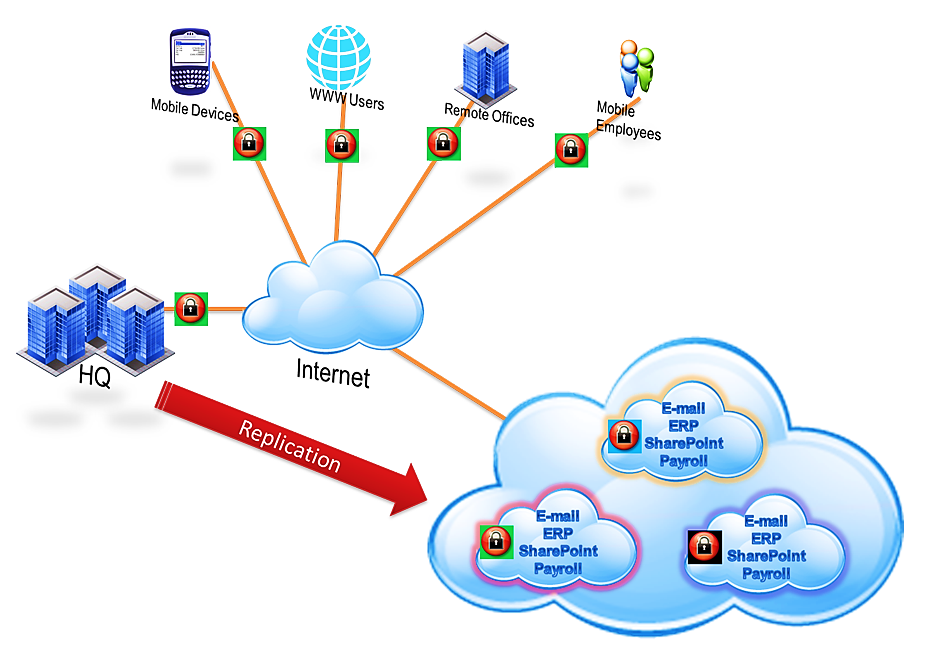 Mobile Devices
WWW Users
Remote Offices
Mobile
Employees
HQ
Internet
Replication
E-mail
ERP
SharePoint
Payroll
E-mail
ERP
SharePoint
Payroll
E-mail
ERP
SharePoint
Payroll